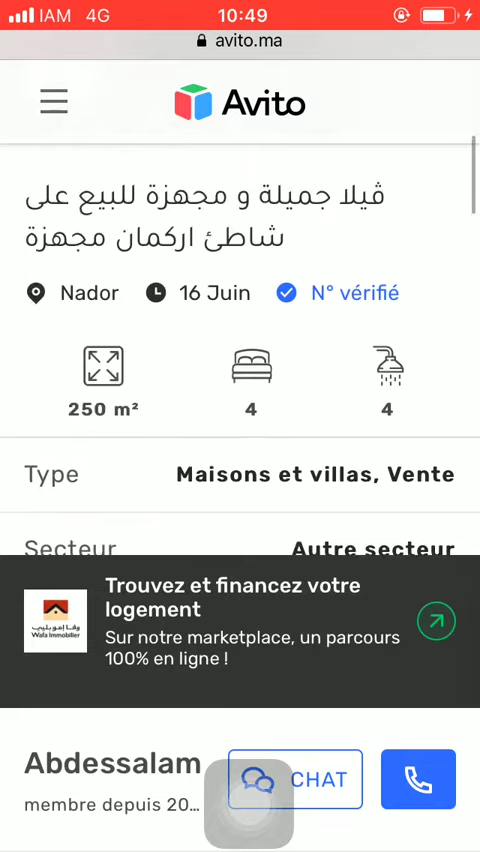 IAM 4G 10:49
avito.ma
Avito
ڤيلا جميلة و مجهزة للبيع على
شاطئ اركمان مجهزة
Nador 16 Juin N° vérifié
250 m² 4 4
Type Maisons et villas, Vente
Secteur Autre secteur
Trouvez et financez votre
logement
Sur notre marketplace, un parcours
100% en ligne !
وفا إموبيليي
Wafa Immobilier
Abdessalam
CHAT
membre depuis 20...